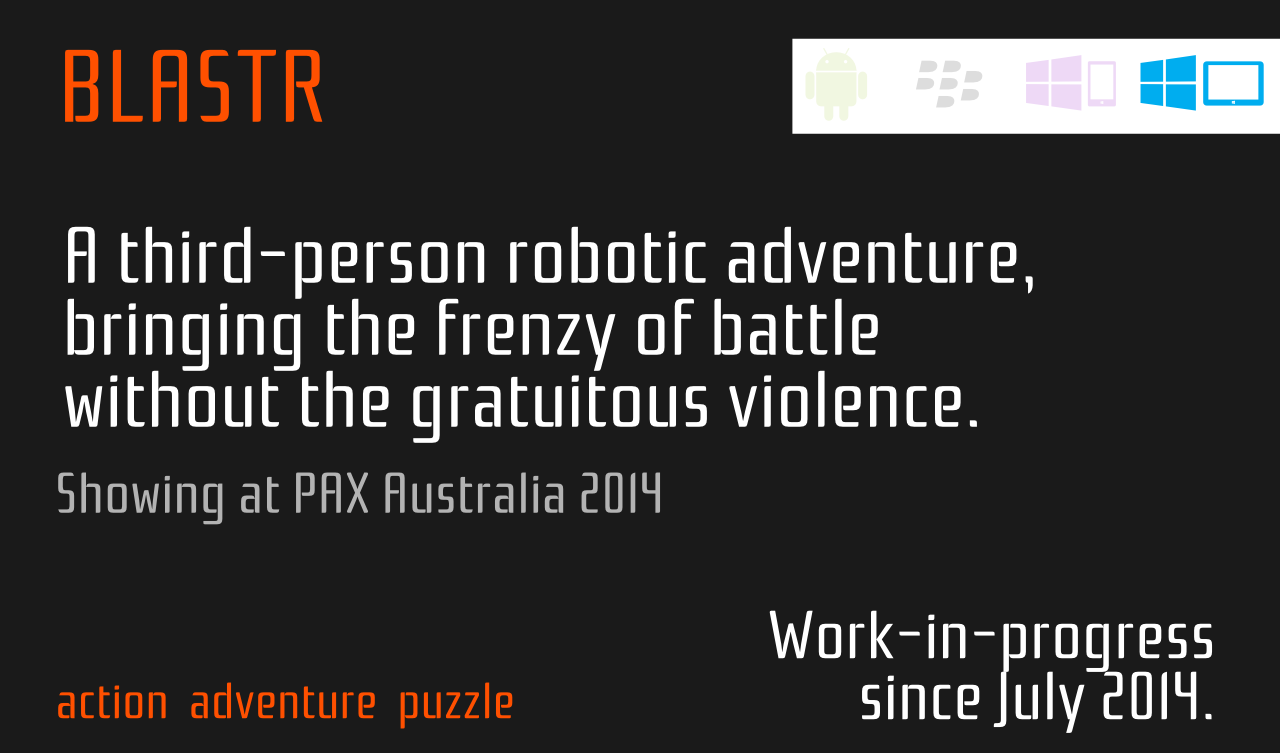 BLASTR
A third-person robotic adventure,
bringing the frenzy of battle
without the gratuitous violence.
Showing at PAX Australia 2014
Work-in-progress
since July 2014.
action adventure puzzle